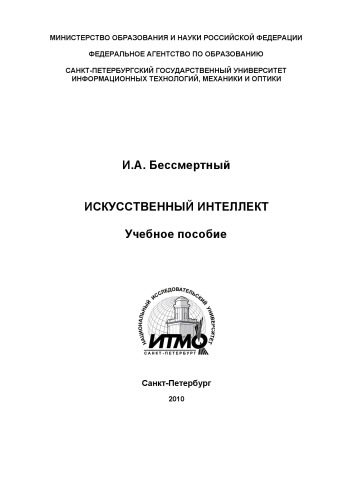 МИНИСТЕРСТВО ОБРАЗОВАНИЯ И НАУКИ РОССИЙСКОЙ ФЕДЕРАЦИИ
ФЕДЕРАЛЬНОЕ АГЕНТСТВО ПО ОБРАЗОВАНИЮ
САНКТ-ПЕТЕРБУРГСКИЙ ГОСУДАРСТВЕННЫЙ УНИВЕРСИТЕТ
ИНФОРМАЦИОННЫХ ТЕХНОЛОГИЙ, МЕХАНИКИ И ОПТИКИ
И.А. Бессмертный
ИСКУССТВЕННЫЙ ИНТЕЛЛЕКТ
Учебное пособие
НАЦИОНАЛЬНЫЙ ИССЛЕДОВАТЕЛЬСКИЙ УНИВЕРСИТЕТ
ИТМО
САНКТ-ПЕТЕРБУРГ
Санкт-Петербург
2010